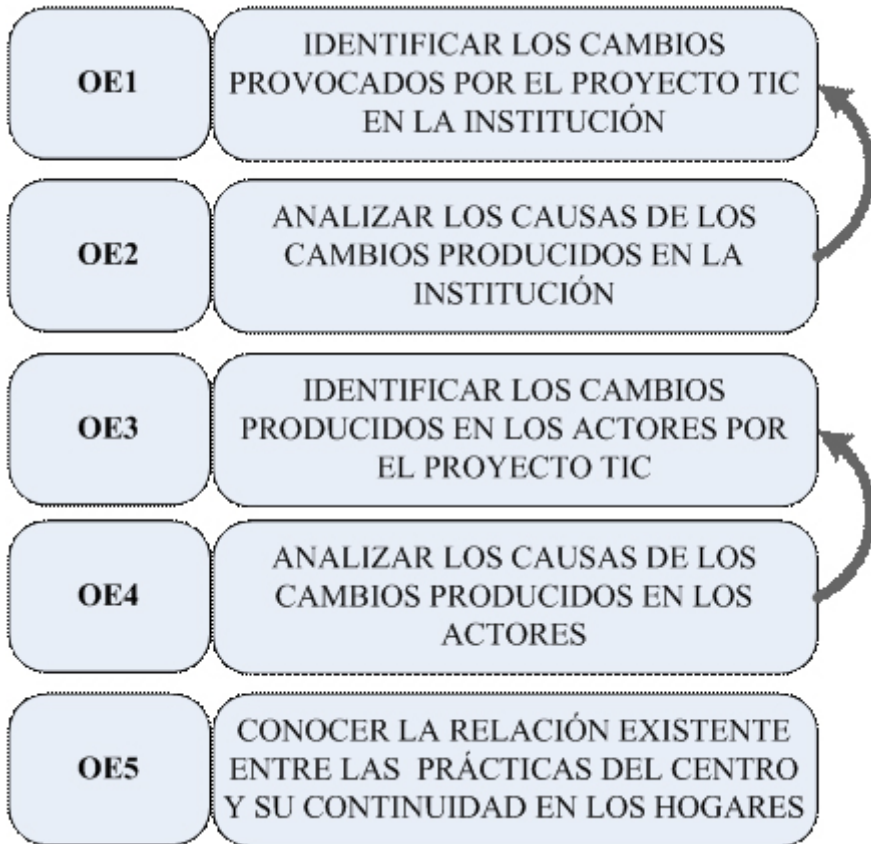 OE1
IDENTIFICAR LOS CAMBIOS
PROVOCADOS POR EL PROYECTO TIC
EN LA INSTITUCIÓN
OE2
ANALIZAR LOS CAUSAS DE LOS
CAMBIOS PRODUCIDOS EN LA
INSTITUCIÓN
OE3
IDENTIFICAR LOS CAMBIOS
PRODUCIDOS EN LOS ACTORES POR
EL PROYECTO TIC
OE4
ANALIZAR LOS CAUSAS DE LOS
CAMBIOS PRODUCIDOS EN LOS
ACTORES
OE5
CONOCER LA RELACIÓN EXISTENTE
ENTRE LAS PRÁCTICAS DEL CENTRO
Y SU CONTINUIDAD EN LOS HOGARES